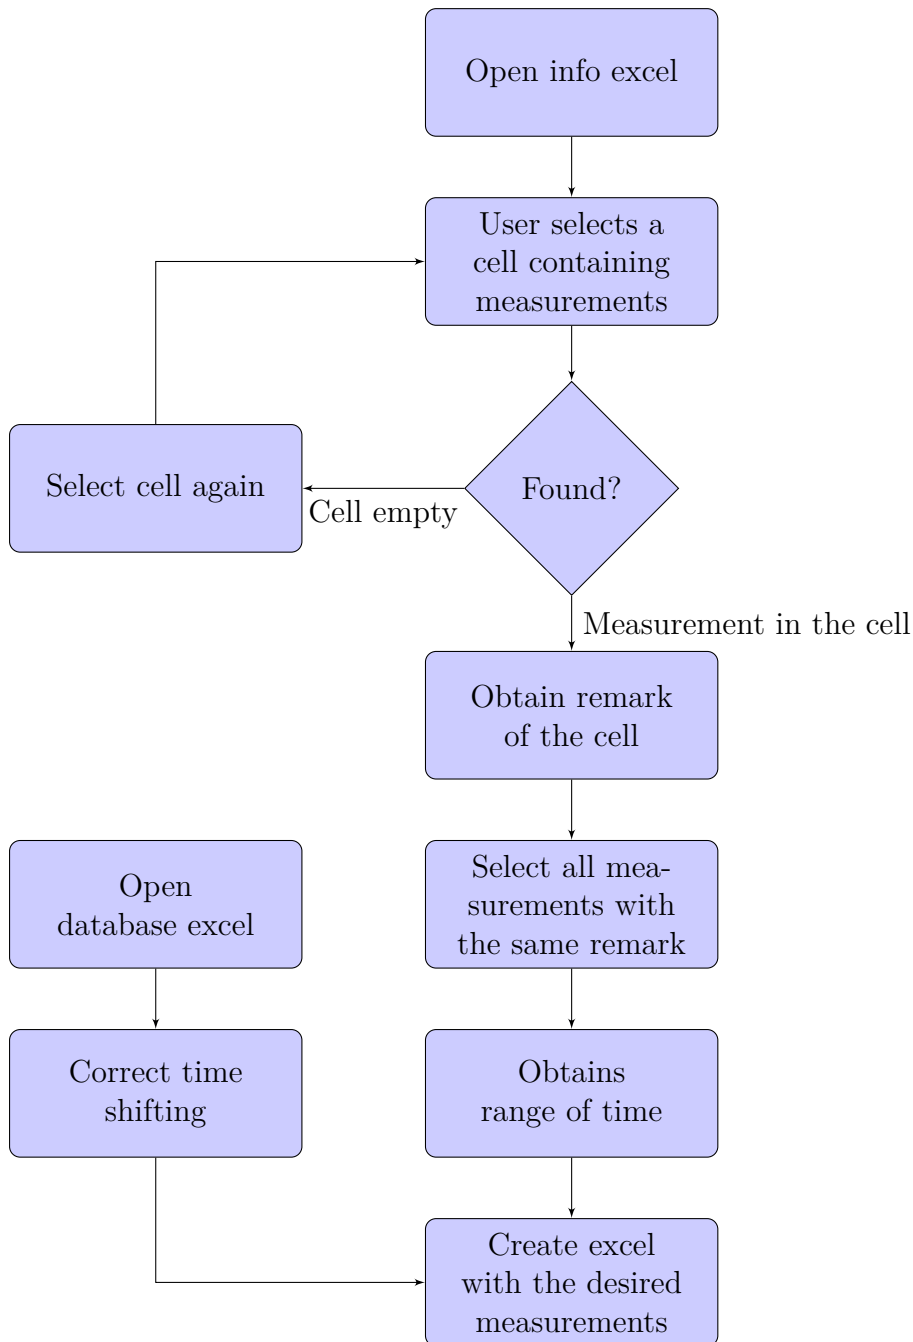 Open info excel
User selects a
cell containing
measurements
Select cell again
Found?
Cell empty
Measurement in the cell
Obtain remark
of the cell
Open
database excel
Select all mea-
surements with
the same remark
Correct time
shifting
Obtains
range of time
Create excel
with the desired
measurements